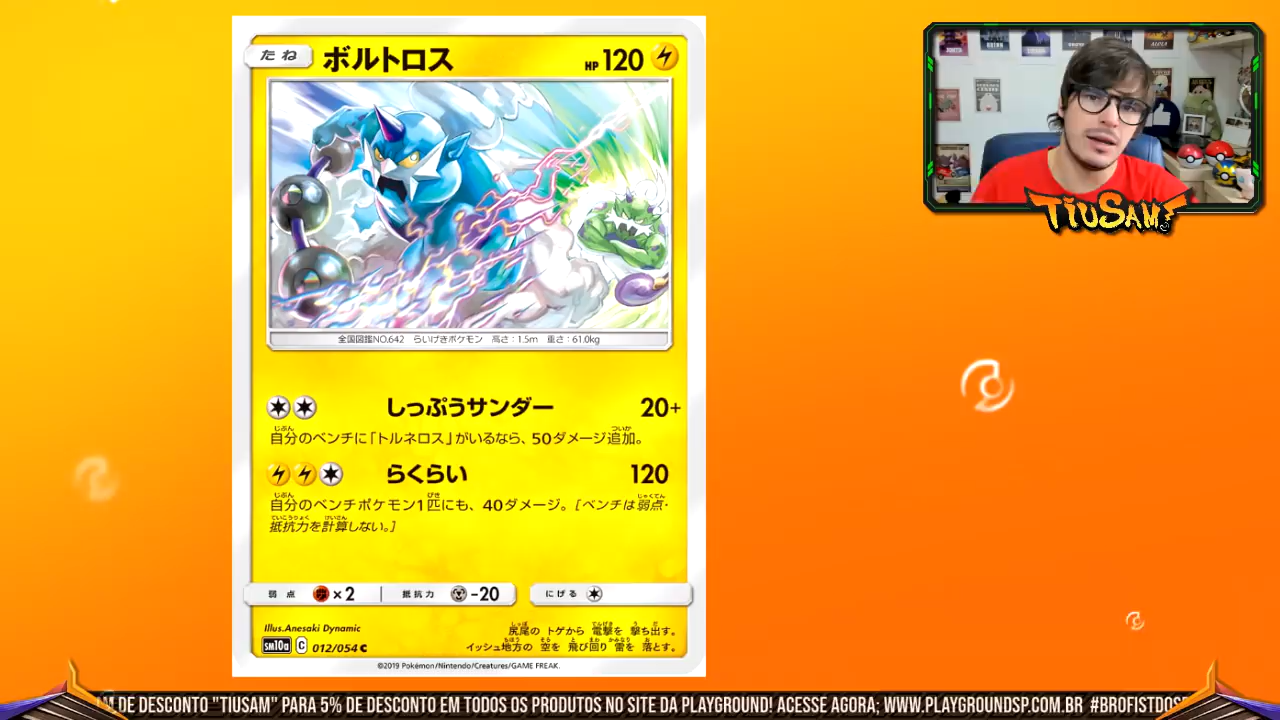 たね ボルトロス HP 120
全国図鑑NO.642 らいげきポケモン 高さ:1.5m 重さ:61.0kg
しっぷうサンダー 20+
自分のベンチに「トルネロス」がいるなら、50ダメージ追加。
らくらい 120
自分のベンチポケモン1匹にも、40ダメージ。[ベンチは弱点・
抵抗力を計算しない。]
弱点 ×2 抵抗力 -20 にげる
Illus.Anesaki Dynamic
sm10a C 012/054 C
尻尾の トゲから 電撃を 撃ち出す。
イッシュ地方の 空を 飛び回り 雷を 落とす。
©2019 Pokémon/Nintendo/Creatures/GAME FREAK.
TIUSAM
DE DESCONTO "TIUSAM" PARA 5% DE DESCONTO EM TODOS OS PRODUTOS NO SITE DA PLAYGROUND! ACESSE AGORA; WWW.PLAYGROUNDSP.COM.BR #BROFISTDOS